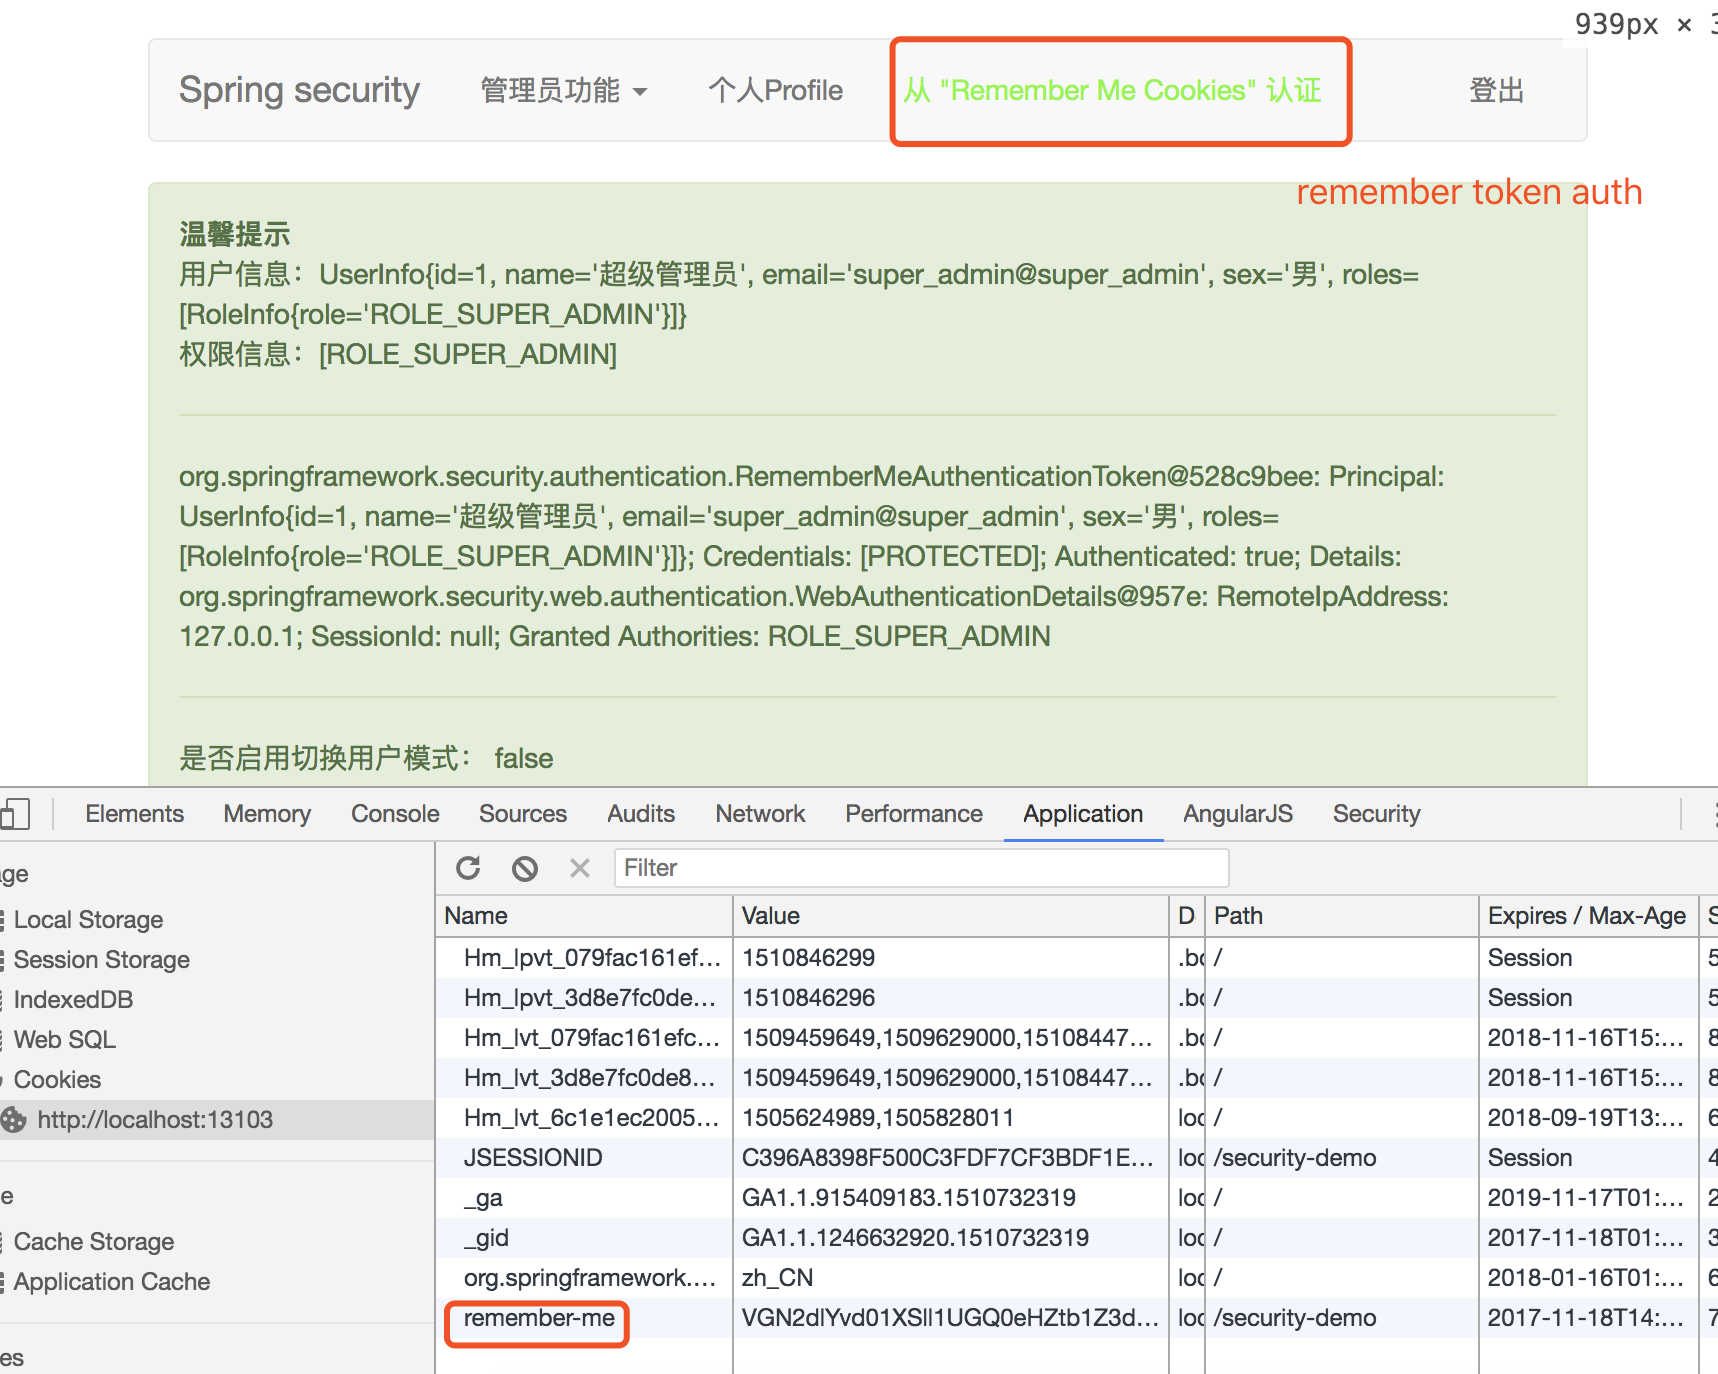 939px ×
Spring security 管理员功能 个人Profile 从 "Remember Me Cookies" 认证 登出
remember token auth
温馨提示
用户信息： UserInfo{id=1, name='超级管理员', email='super_admin@super_admin', sex='男', roles=
[RoleInfo{role='ROLE_SUPER_ADMIN'}]}
权限信息： [ROLE_SUPER_ADMIN]
org.springframework.security.authentication.RememberMeAuthenticationToken@528c9bee: Principal:
UserInfo{id=1, name='超级管理员', email='super_admin@super_admin', sex='男', roles=
[RoleInfo{role='ROLE_SUPER_ADMIN'}]}; Credentials: [PROTECTED]; Authenticated: true; Details:
org.springframework.security.web.authentication.WebAuthenticationDetails@957e: RemoteIpAddress:
127.0.0.1; SessionId: null; Granted Authorities: ROLE_SUPER_ADMIN
是否启用切换用户模式： false
Elements Memory Console Sources Audits Network Performance Application AngularJS Security
ge
Local Storage
Session Storage
IndexedDB
Web SQL
Cookies
http://localhost:13103
e
Cache Storage
Application Cache
es
Filter
Name Value D Path Expires / Max-Age S
Hm_lpvt_079fac161ef... 1510846299 .bc / Session 5
Hm_lpvt_3d8e7fc0de... 1510846296 .bc / Session 5
Hm_lvt_079fac161efc... 1509459649,1509629000,15108447... .bc / 2018-11-16T15:... 8
Hm_lvt_3d8e7fc0de8... 1509459649,1509629000,15108447... .bc / 2018-11-16T15:... 8
Hm_lvt_6c1e1ec2005... 1505624989,1505828011 loc / 2018-09-19T13:... 6
JSESSIONID C396A8398F500C3FDF7CF3BDF1E... loc /security-demo Session 4
_ga GA1.1.915409183.1510732319 loc / 2019-11-17T01:... 2
_gid GA1.1.1246632920.1510732319 loc / 2017-11-18T01:... 3
org.springframework.... zh_CN loc / 2018-01-16T01:... 6
remember-me VGN2dlYvd01XSll1UGQ0eHZtb1Z3d... loc /security-demo 2017-11-18T14:... 7